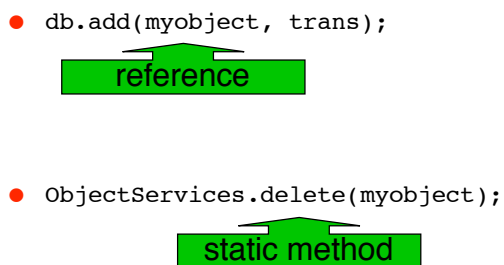 ● db.add(myobject, trans);
reference
● ObjectServices.delete(myobject);
static method